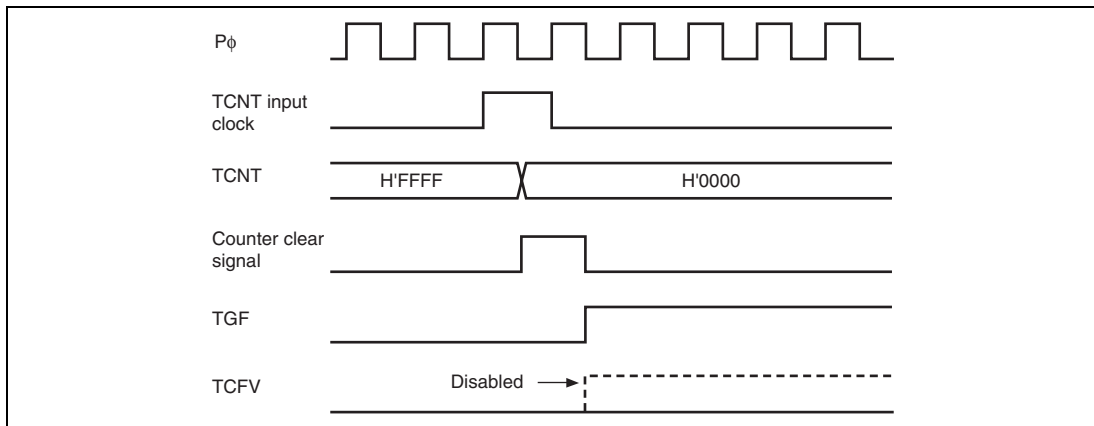 Pϕ
TCNT input
clock
TCNT
H'FFFF
H'0000
Counter clear
signal
TGF
TCFV
Disabled